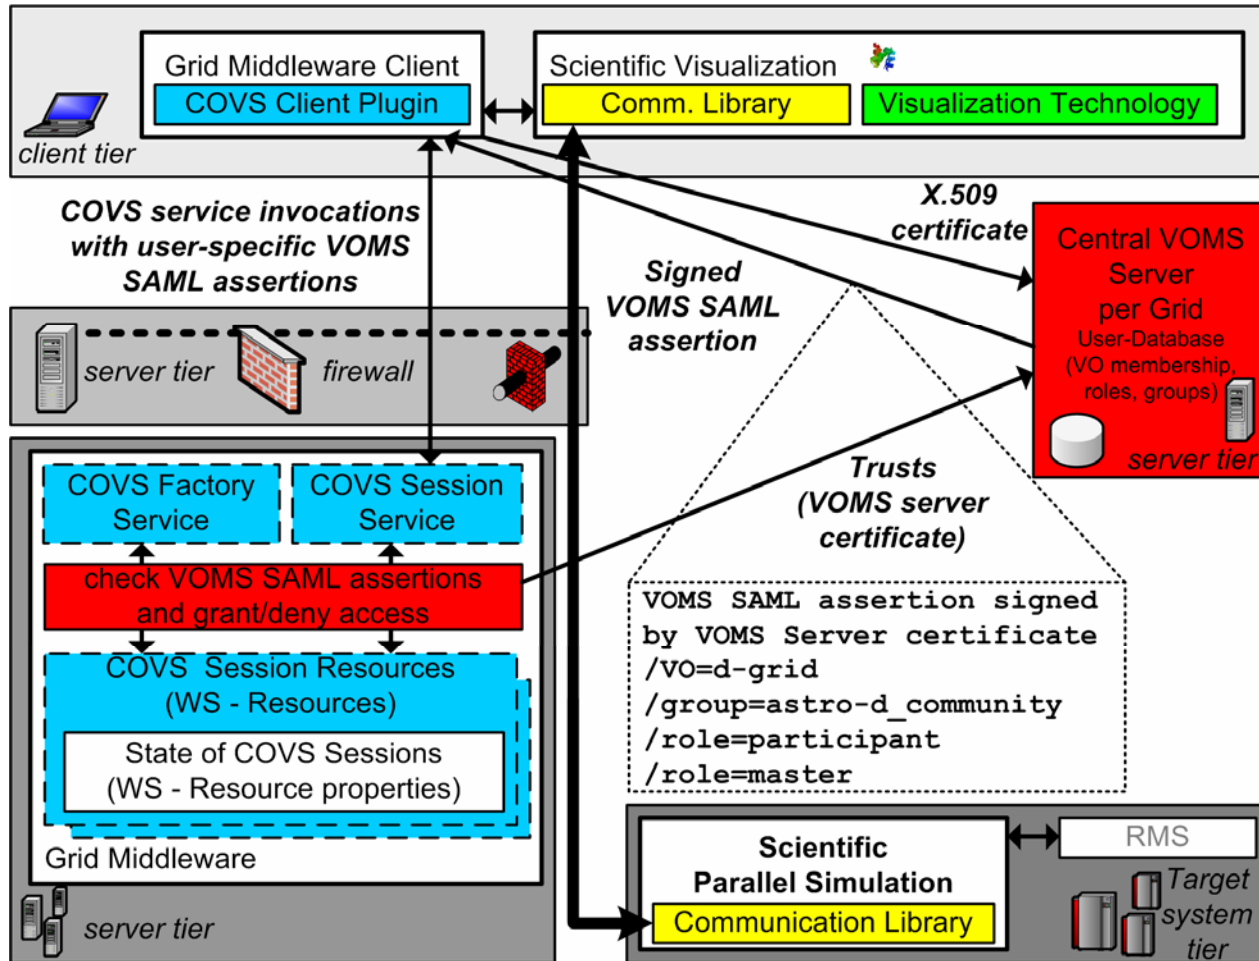 Grid Middleware Client
COVS Client Plugin
Scientific Visualization
Comm. Library
Visualization Technology
client tier
COVS service invocations
with user-specific VOMS
SAML assertions
Signed
VOMS SAML
assertion
X.509
certificate
Central VOMS
Server
per Grid
User-Database
(VO membership,
roles, groups)
server tier
server tier
firewall
COVS Factory
Service
COVS Session
Service
Trusts
(VOMS server
certificate)
check VOMS SAML assertions
and grant/deny access
COVS Session Resources
(WS - Resources)
State of COVS Sessions
(WS - Resource properties)
Grid Middleware
server tier
VOMS SAML assertion signed
by VOMS Server certificate
/VO=d-grid
/group=astro-d_community
/role=participant
/role=master
Scientific
Parallel Simulation
Communication Library
RMS
Target
system
tier